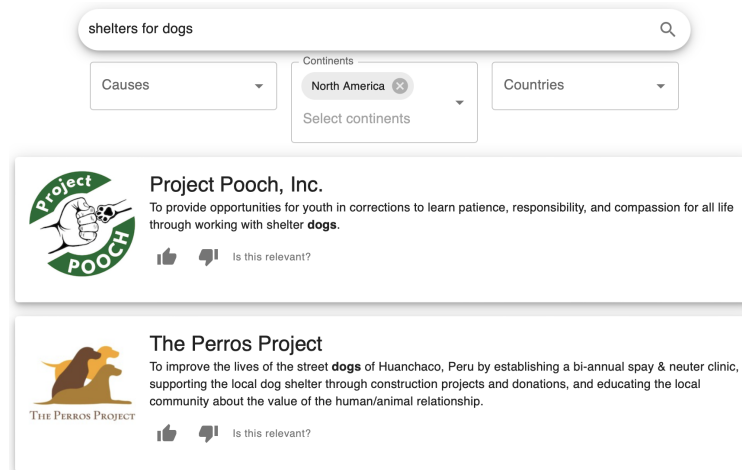 shelters for dogs
Causes
Continents
North America
Select continents
Countries
Project
POOCH
Project Pooch, Inc.
To provide opportunities for youth in corrections to learn patience, responsibility, and compassion for all life
through working with shelter dogs.
Is this relevant?
THE PERROS PROJECT
The Perros Project
To improve the lives of the street dogs of Huanchaco, Peru by establishing a bi-annual spay & neuter clinic,
supporting the local dog shelter through construction projects and donations, and educating the local
community about the value of the human/animal relationship.
Is this relevant?